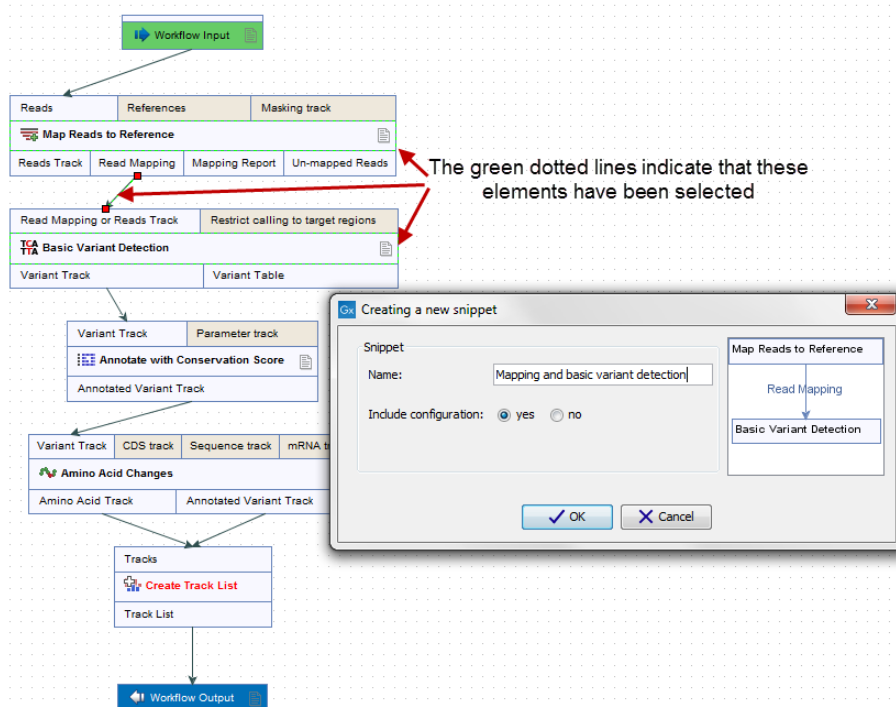 Workflow Input
Reads References Masking track
Map Reads to Reference
Reads Track Read Mapping Mapping Report Un-mapped Reads
The green dotted lines indicate that these
elements have been selected
Read Mapping or Reads Track Restrict calling to target regions
TCA
TTA
Basic Variant Detection
Variant Track Variant Table
Gx Creating a new snippet
Snippet
Name: Mapping and basic variant detection
Include configuration: yes no
Map Reads to Reference
Read Mapping
Basic Variant Detection
OK Cancel
Variant Track Parameter track
Annotate with Conservation Score
Annotated Variant Track
Variant Track CDS track Sequence track mRNA
Amino Acid Changes
Amino Acid Track Annotated Variant Track
Tracks
Create Track List
Track List
Workflow Output